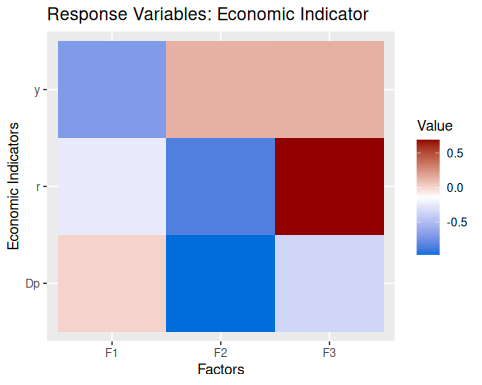 Response Variables: Economic Indicator
Economic Indicators
y
r
Dp
F1 F2 F3
Factors
Value
0.5
0.0
-0.5